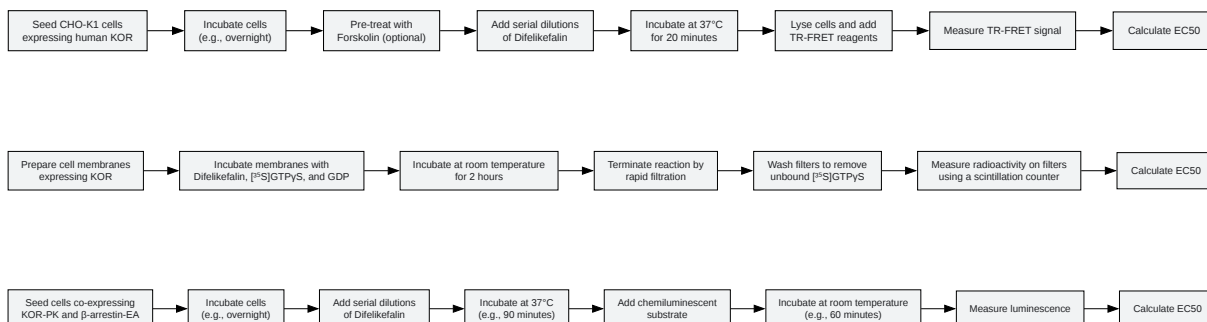 Seed CHO-K1 cells
expressing human KOR
Incubate cells
(e.g., overnight)
Pre-treat with
Forskolin (optional)
Add serial dilutions
of Difelikefalin
Incubate at 37°C
for 20 minutes
Lyse cells and add
TR-FRET reagents
Measure TR-FRET signal
Calculate EC50
Prepare cell membranes
expressing KOR
Incubate membranes with
Difelikefalin, [³⁵S]GTPγS, and GDP
Incubate at room temperature
for 2 hours
Terminate reaction by
rapid filtration
Wash filters to remove
unbound [³⁵S]GTPγS
Measure radioactivity on filters
using a scintillation counter
Calculate EC50
Seed cells co-expressing
KOR-PK and β-arrestin-EA
Incubate cells
(e.g., overnight)
Add serial dilutions
of Difelikefalin
Incubate at 37°C
(e.g., 90 minutes)
Add chemiluminescent
substrate
Incubate at room temperature
(e.g., 60 minutes)
Measure luminescence
Calculate EC50